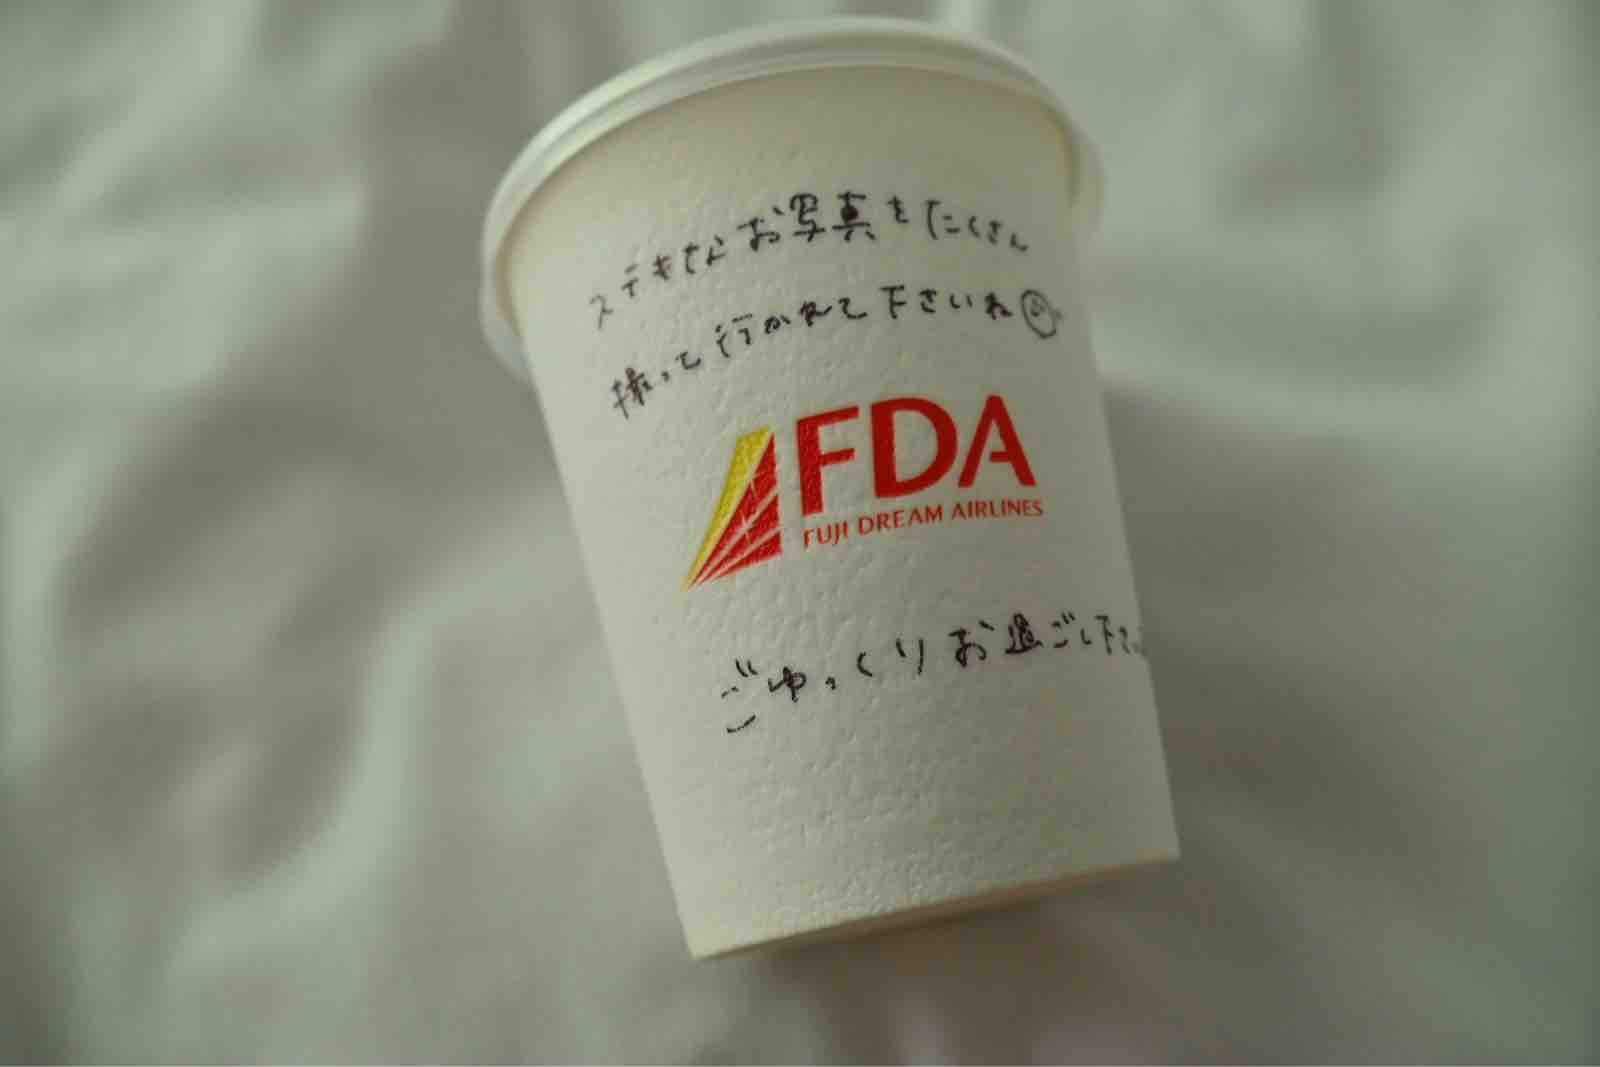 ステキなお写真をたくさん
撮って行かれて下さいね
FDA
FUJI DREAM AIRLINES
ごゆっくりお過ごし下さい